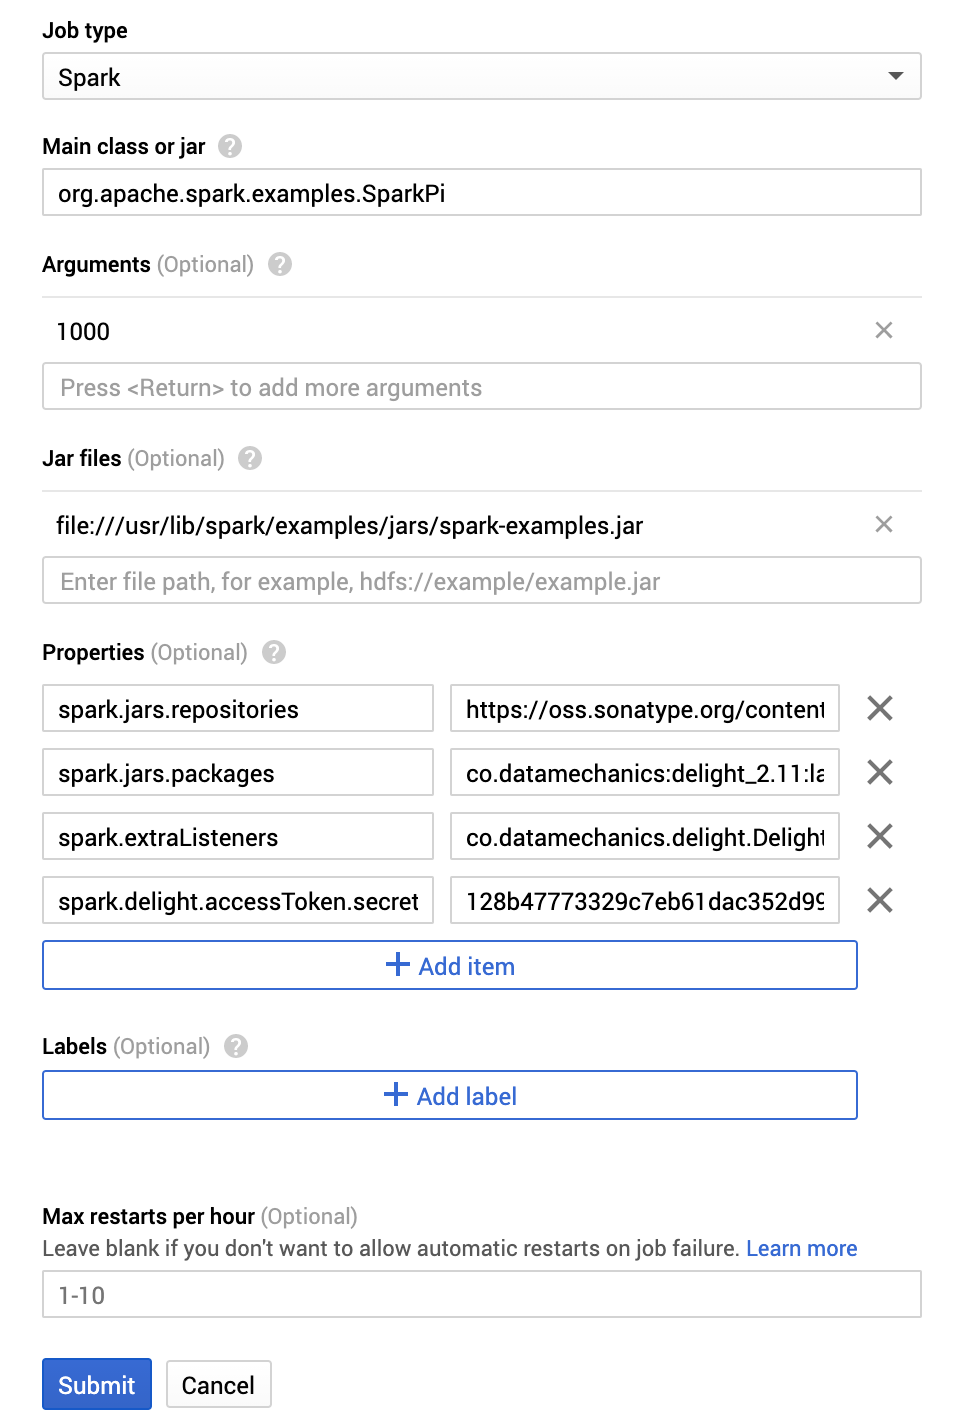 Job type
Spark
Main class or jar ?
org.apache.spark.examples.SparkPi
Arguments (Optional) ?
1000
Press <Return> to add more arguments
Jar files (Optional) ?
file:///usr/lib/spark/examples/jars/spark-examples.jar
Enter file path, for example, hdfs://example/example.jar
Properties (Optional) ?
spark.jars.repositories https://oss.sonatype.org/content
spark.jars.packages co.datamechanics:delight_2.11:la
spark.extraListeners co.datamechanics.delight.Delight
spark.delight.accessToken.secret 128b47773329c7eb61dac352d99
+ Add item
Labels (Optional) ?
+ Add label
Max restarts per hour (Optional)
Leave blank if you don't want to allow automatic restarts on job failure. Learn more
1-10
Submit Cancel